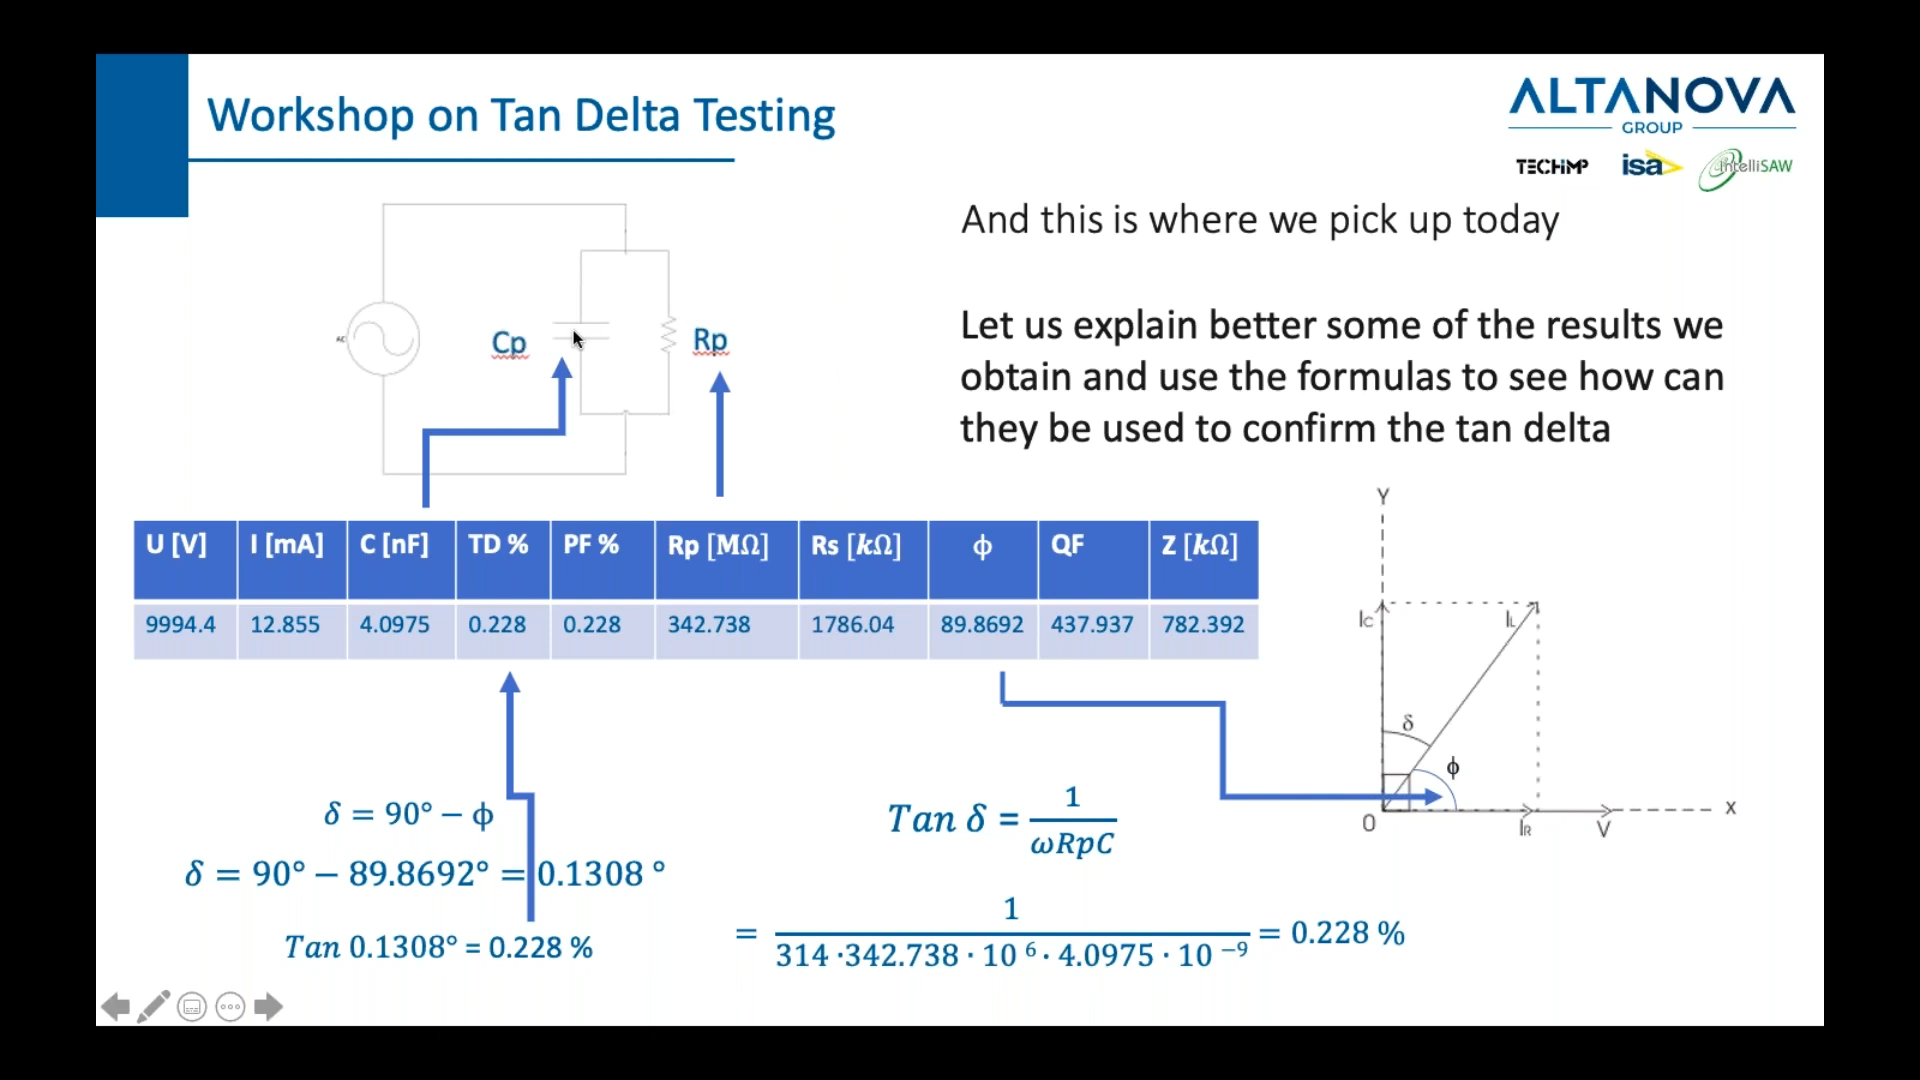 Workshop on Tan Delta Testing
ALTANOVA
GROUP
TECHIMP isa IntelliSAW
And this is where we pick up today
Let us explain better some of the results we
obtain and use the formulas to see how can
they be used to confirm the tan delta
AC
Cp
Rp
U [V] I [mA] C [nF] TD % PF % Rp [MΩ] Rs [kΩ] ϕ QF Z [kΩ]
9994.4 12.855 4.0975 0.228 0.228 342.738 1786.04 89.8692 437.937 782.392
δ = 90° − ϕ
δ = 90° − 89.8692° = 0.1308 °
Tan 0.1308° = 0.228 %
Tan δ = 1 / ωRpC
= 1 / 314 ·342.738 · 10 ⁶· 4.0975 · 10 ⁻⁹ = 0.228 %
Y
IC
IL
δ
ϕ
O
IR
V
X